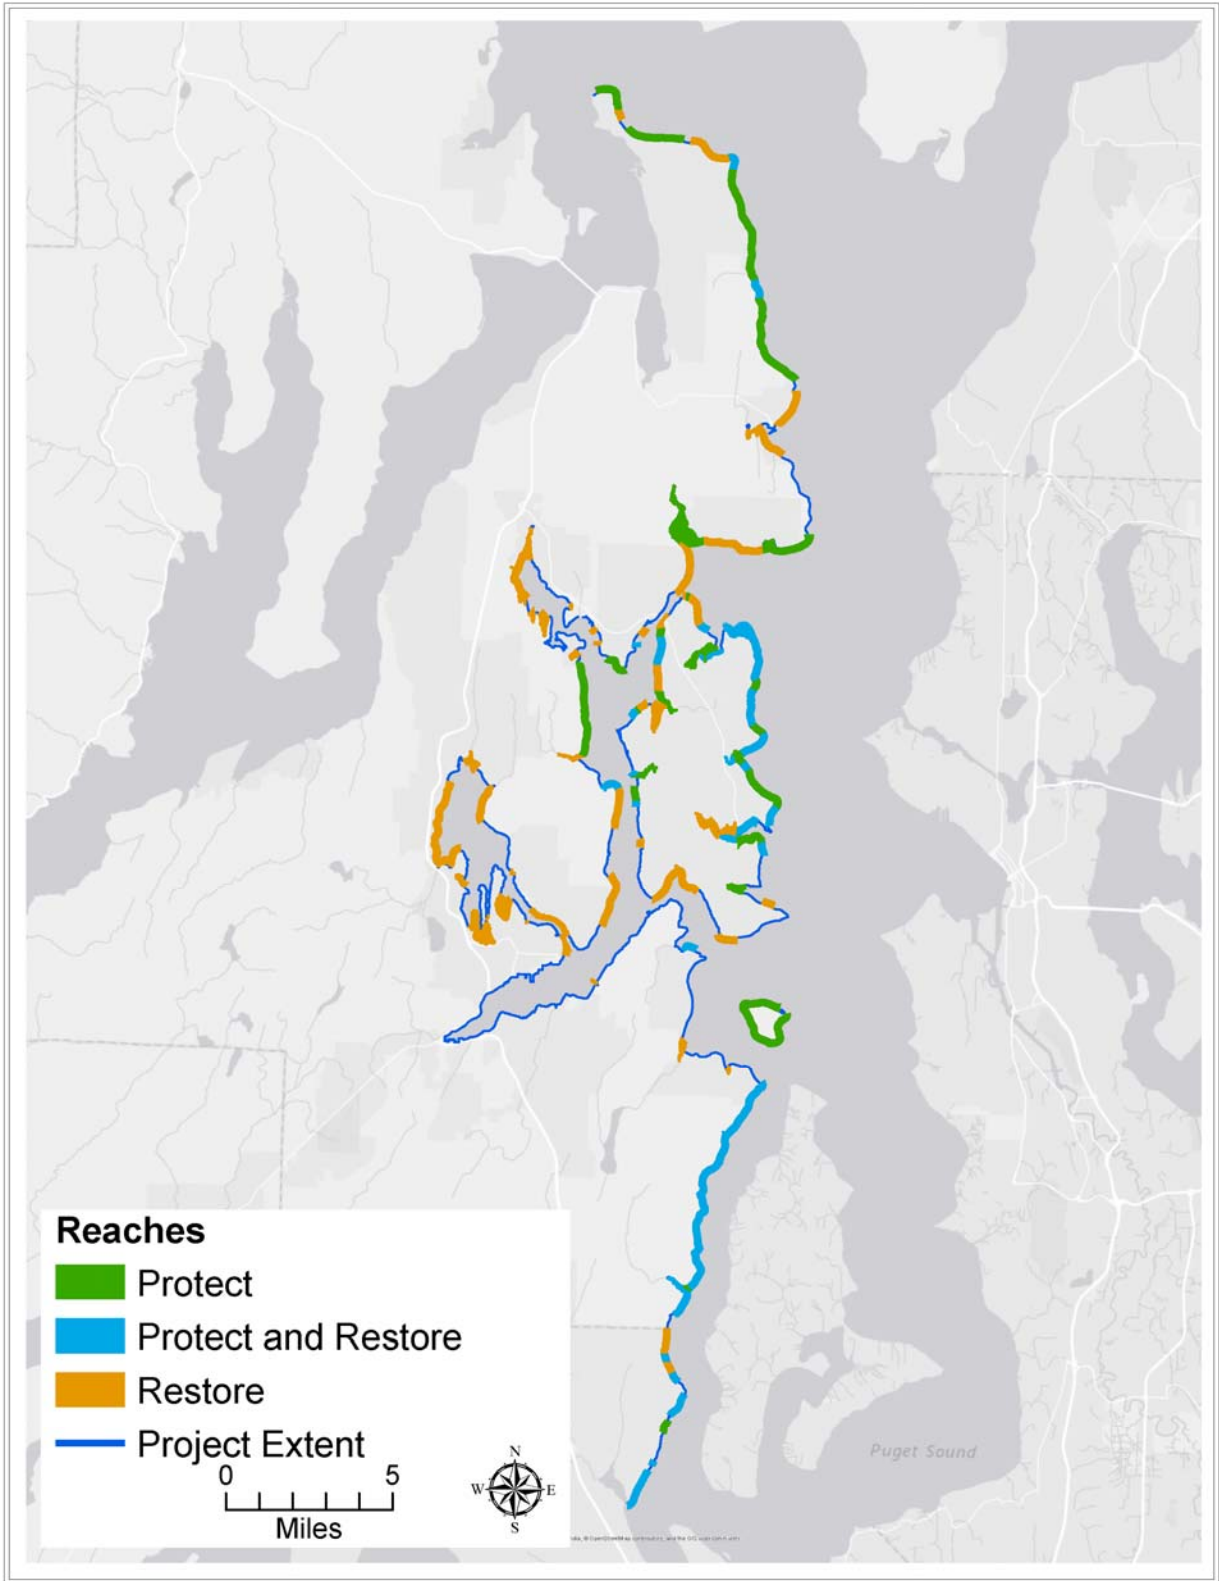 Reaches
Protect
Protect and Restore
Restore
Project Extent
0 5
Miles
N
W E
S
Puget Sound